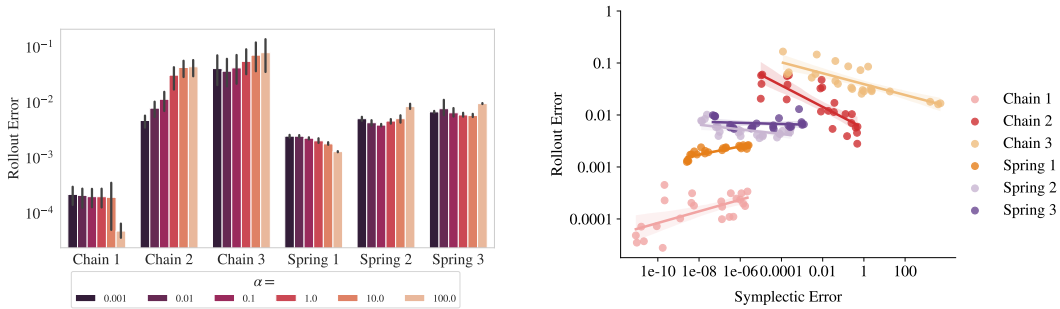 Rollout Error
10⁻¹
10⁻²
10⁻³
10⁻⁴
Chain 1 Chain 2 Chain 3 Spring 1 Spring 2 Spring 3
α =
0.001 0.01 0.1 1.0 10.0 100.0
Rollout Error
1
0.1
0.01
0.001
0.0001
1e-10 1e-08 1e-06 0.0001 0.01 1 100
Symplectic Error
Chain 1
Chain 2
Chain 3
Spring 1
Spring 2
Spring 3